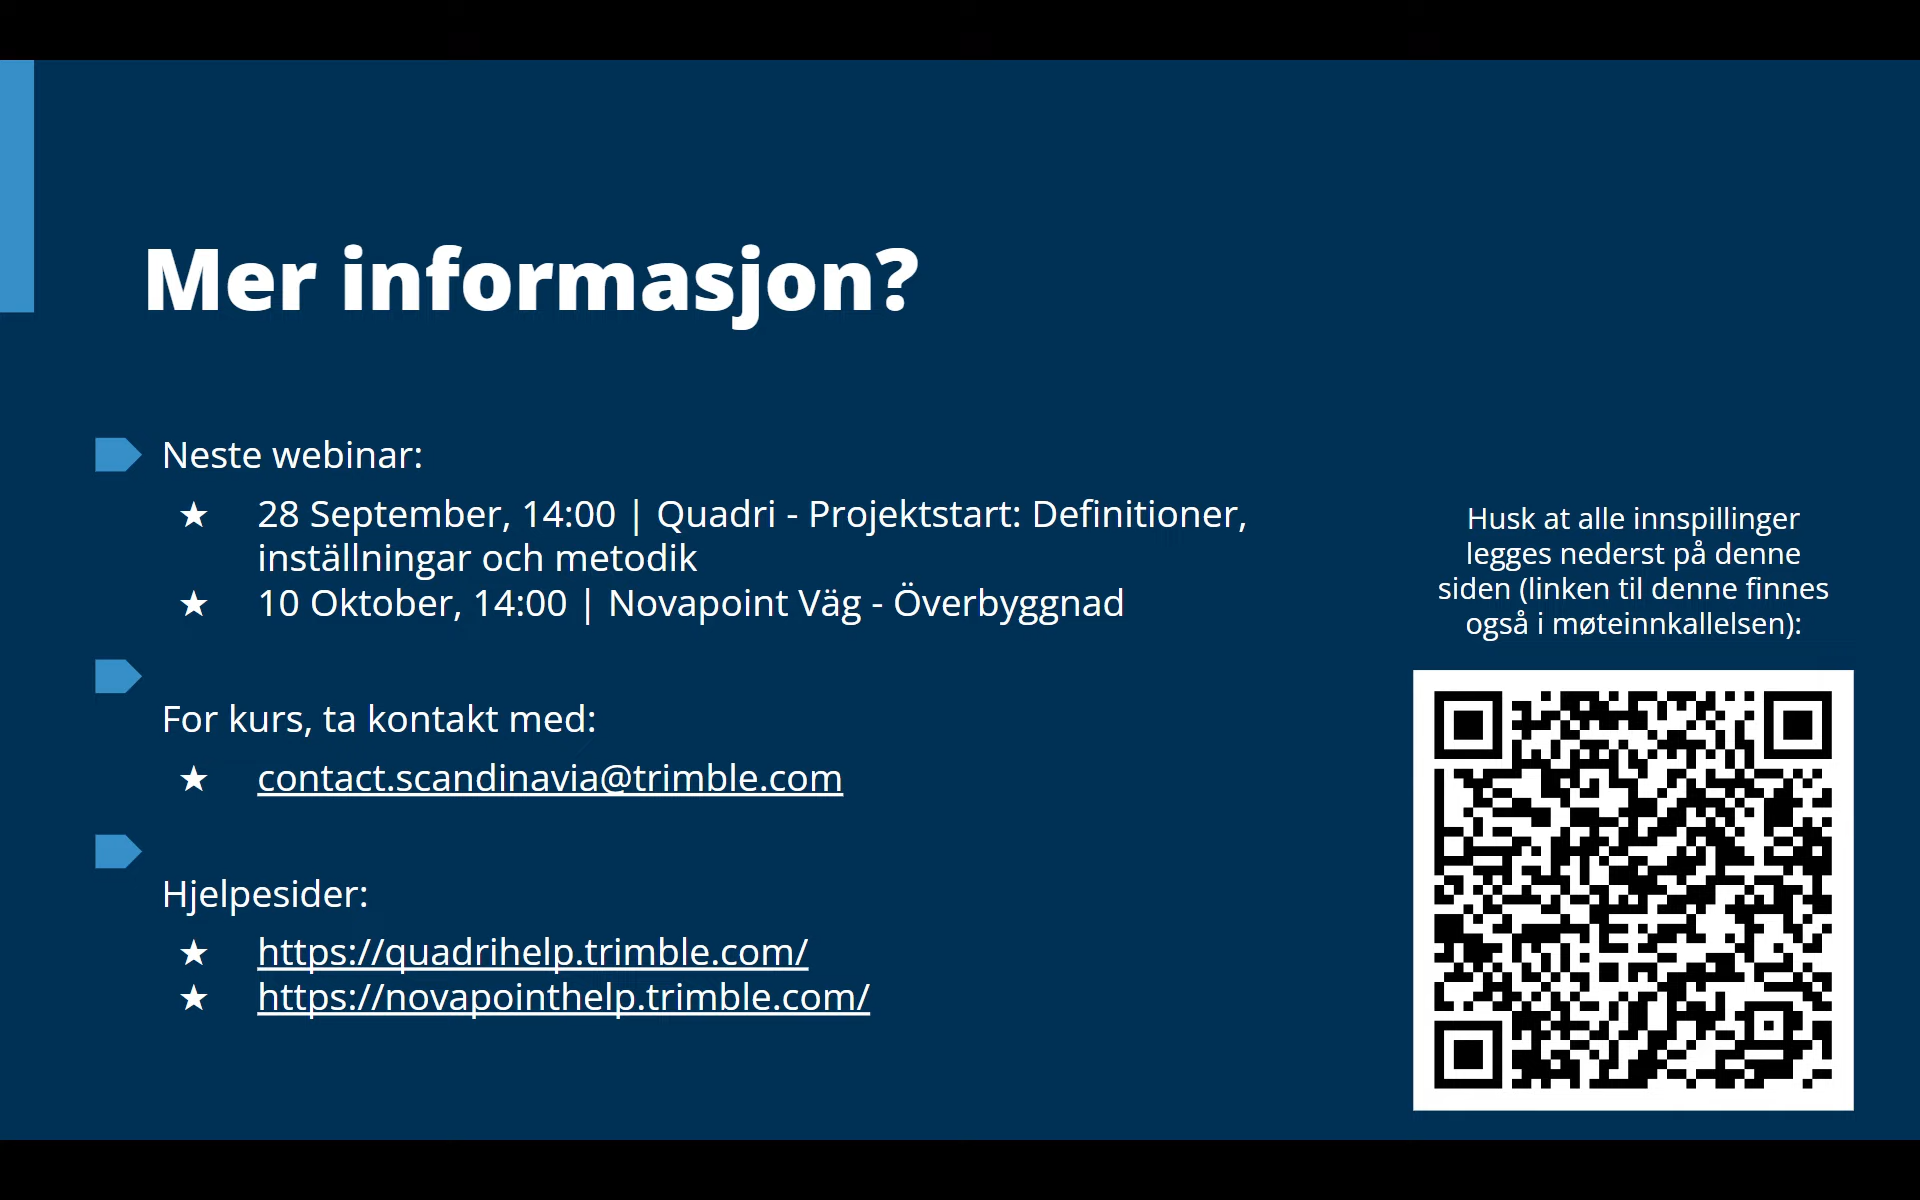 Mer informasjon?
Neste webinar:
★ 28 September, 14:00 | Quadri - Projektstart: Definitioner,
inställningar och metodik
★ 10 Oktober, 14:00 | Novapoint Väg - Överbyggnad
For kurs, ta kontakt med:
★ contact.scandinavia@trimble.com
Hjelpesider:
★ https://quadrihelp.trimble.com/
★ https://novapointhelp.trimble.com/
Husk at alle innspillinger
legges nederst på denne
siden (linken til denne finnes
også i møteinnkallelsen):